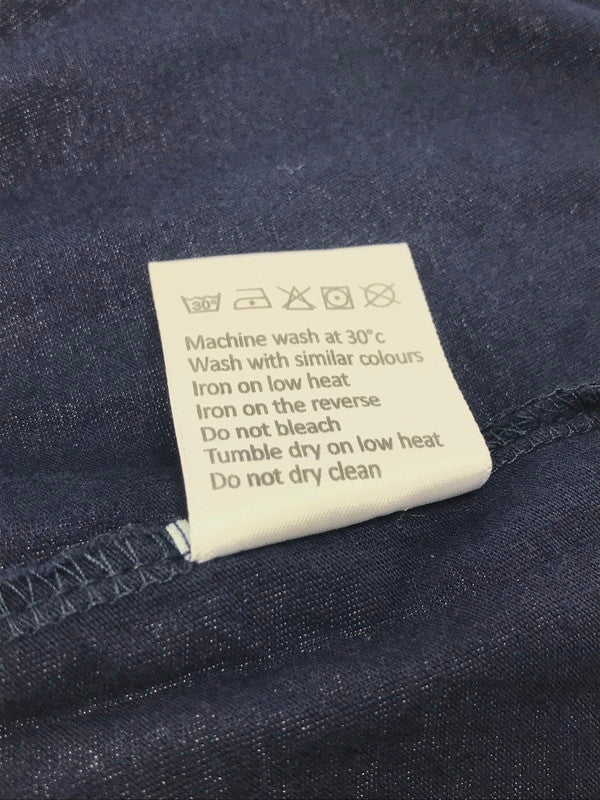 30°
Machine wash at 30°c
Wash with similar colours
Iron on low heat
Iron on the reverse
Do not bleach
Tumble dry on low heat
Do not dry clean